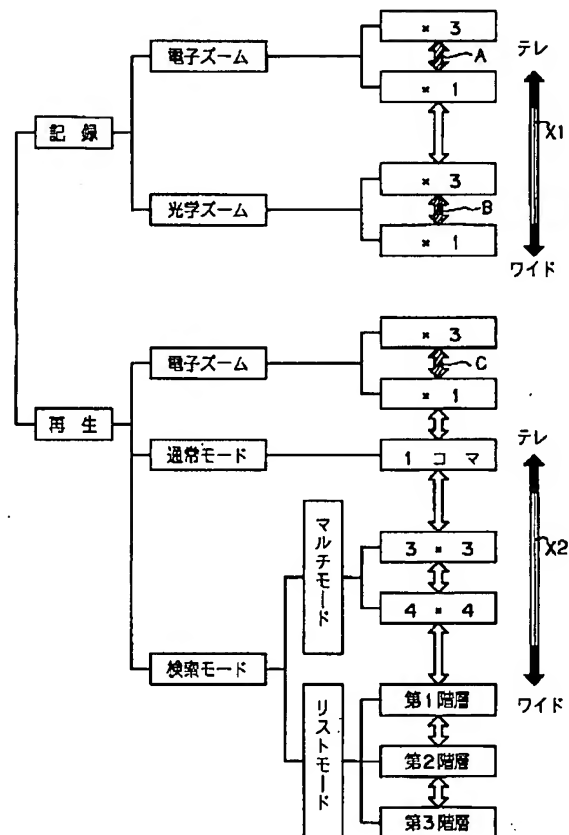 × 3
電子ズーム
A
テレ
× 1
X1
記 録
× 3
光学ズーム
B
× 1
ワイド
× 3
電子ズーム
C
× 1
再 生
テレ
通常モード
1 コ マ
マルチモード
3 × 3
X2
4 × 4
検索モード
リストモード
第1階層
ワイド
第2階層
第3階層